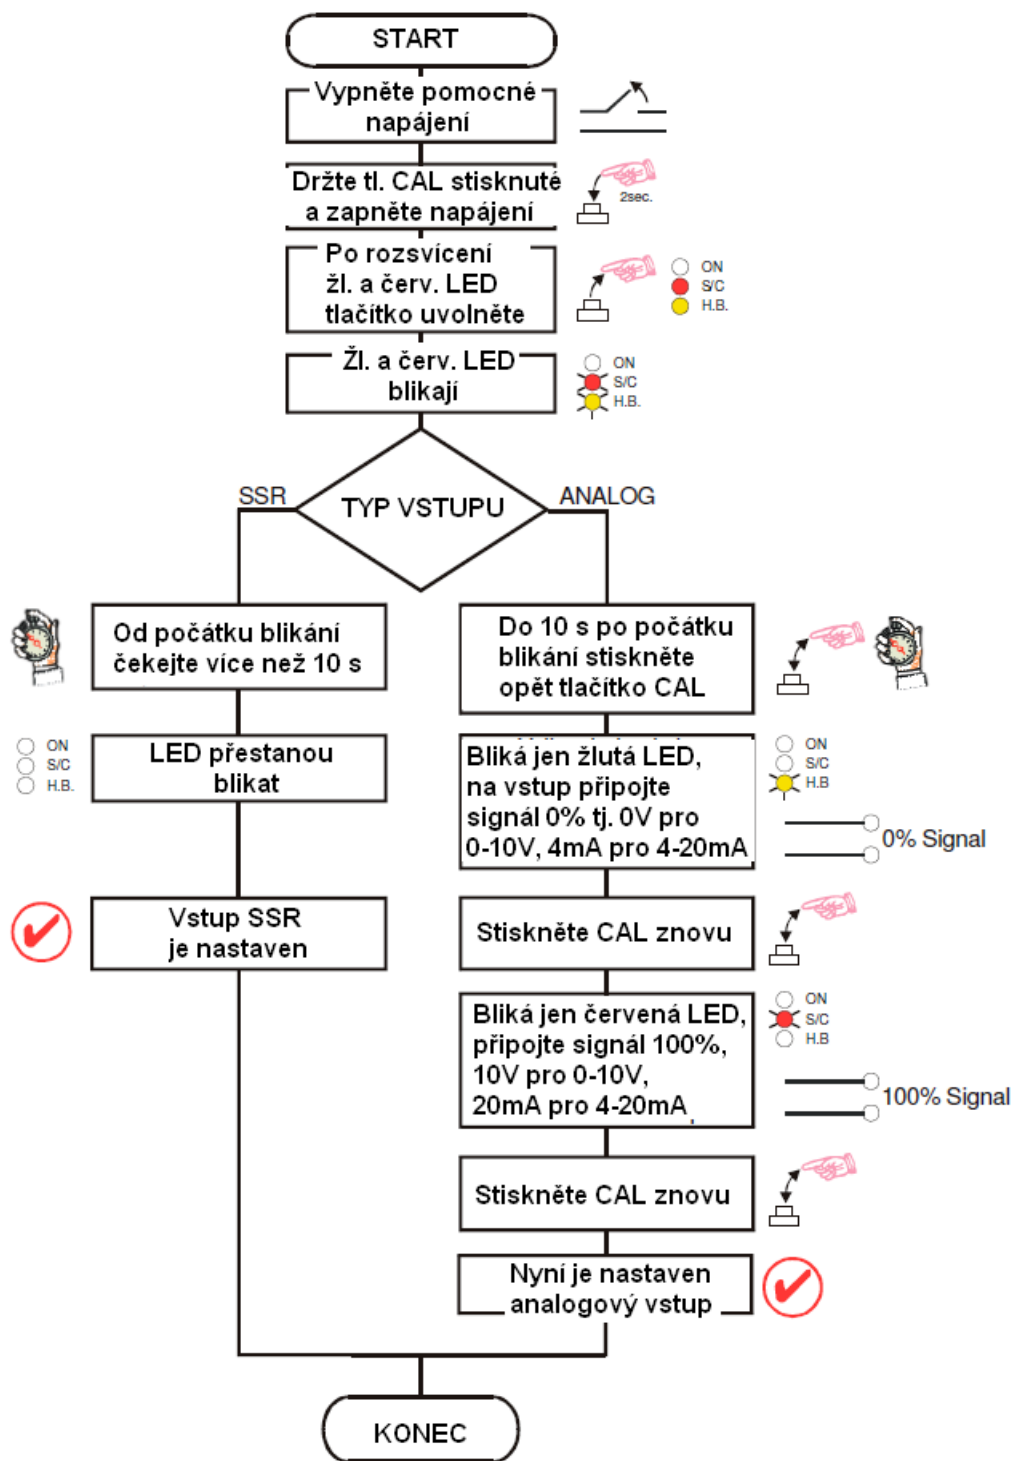 START
Vypněte pomocné
napájení
Držte tl. CAL stisknuté
a zapněte napájení
2sec.
Po rozsvícení
žl. a červ. LED
tlačítko uvolněte
ON
S/C
H.B.
Žl. a červ. LED
blikají
ON
S/C
H.B.
SSR
TYP VSTUPU
ANALOG
Od počátku blikání
čekejte více než 10 s
ON
S/C
H.B.
LED přestanou
blikat
Vstup SSR
je nastaven
Do 10 s po počátku
blikání stiskněte
opět tlačítko CAL
Bliká jen žlutá LED,
na vstup připojte
signál 0% tj. 0V pro
0-10V, 4mA pro 4-20mA
ON
S/C
H.B
0% Signal
Stiskněte CAL znovu
Bliká jen červená LED,
připojte signál 100%,
10V pro 0-10V,
20mA pro 4-20mA
ON
S/C
H.B
100% Signal
Stiskněte CAL znovu
Nyní je nastaven
analogový vstup
KONEC